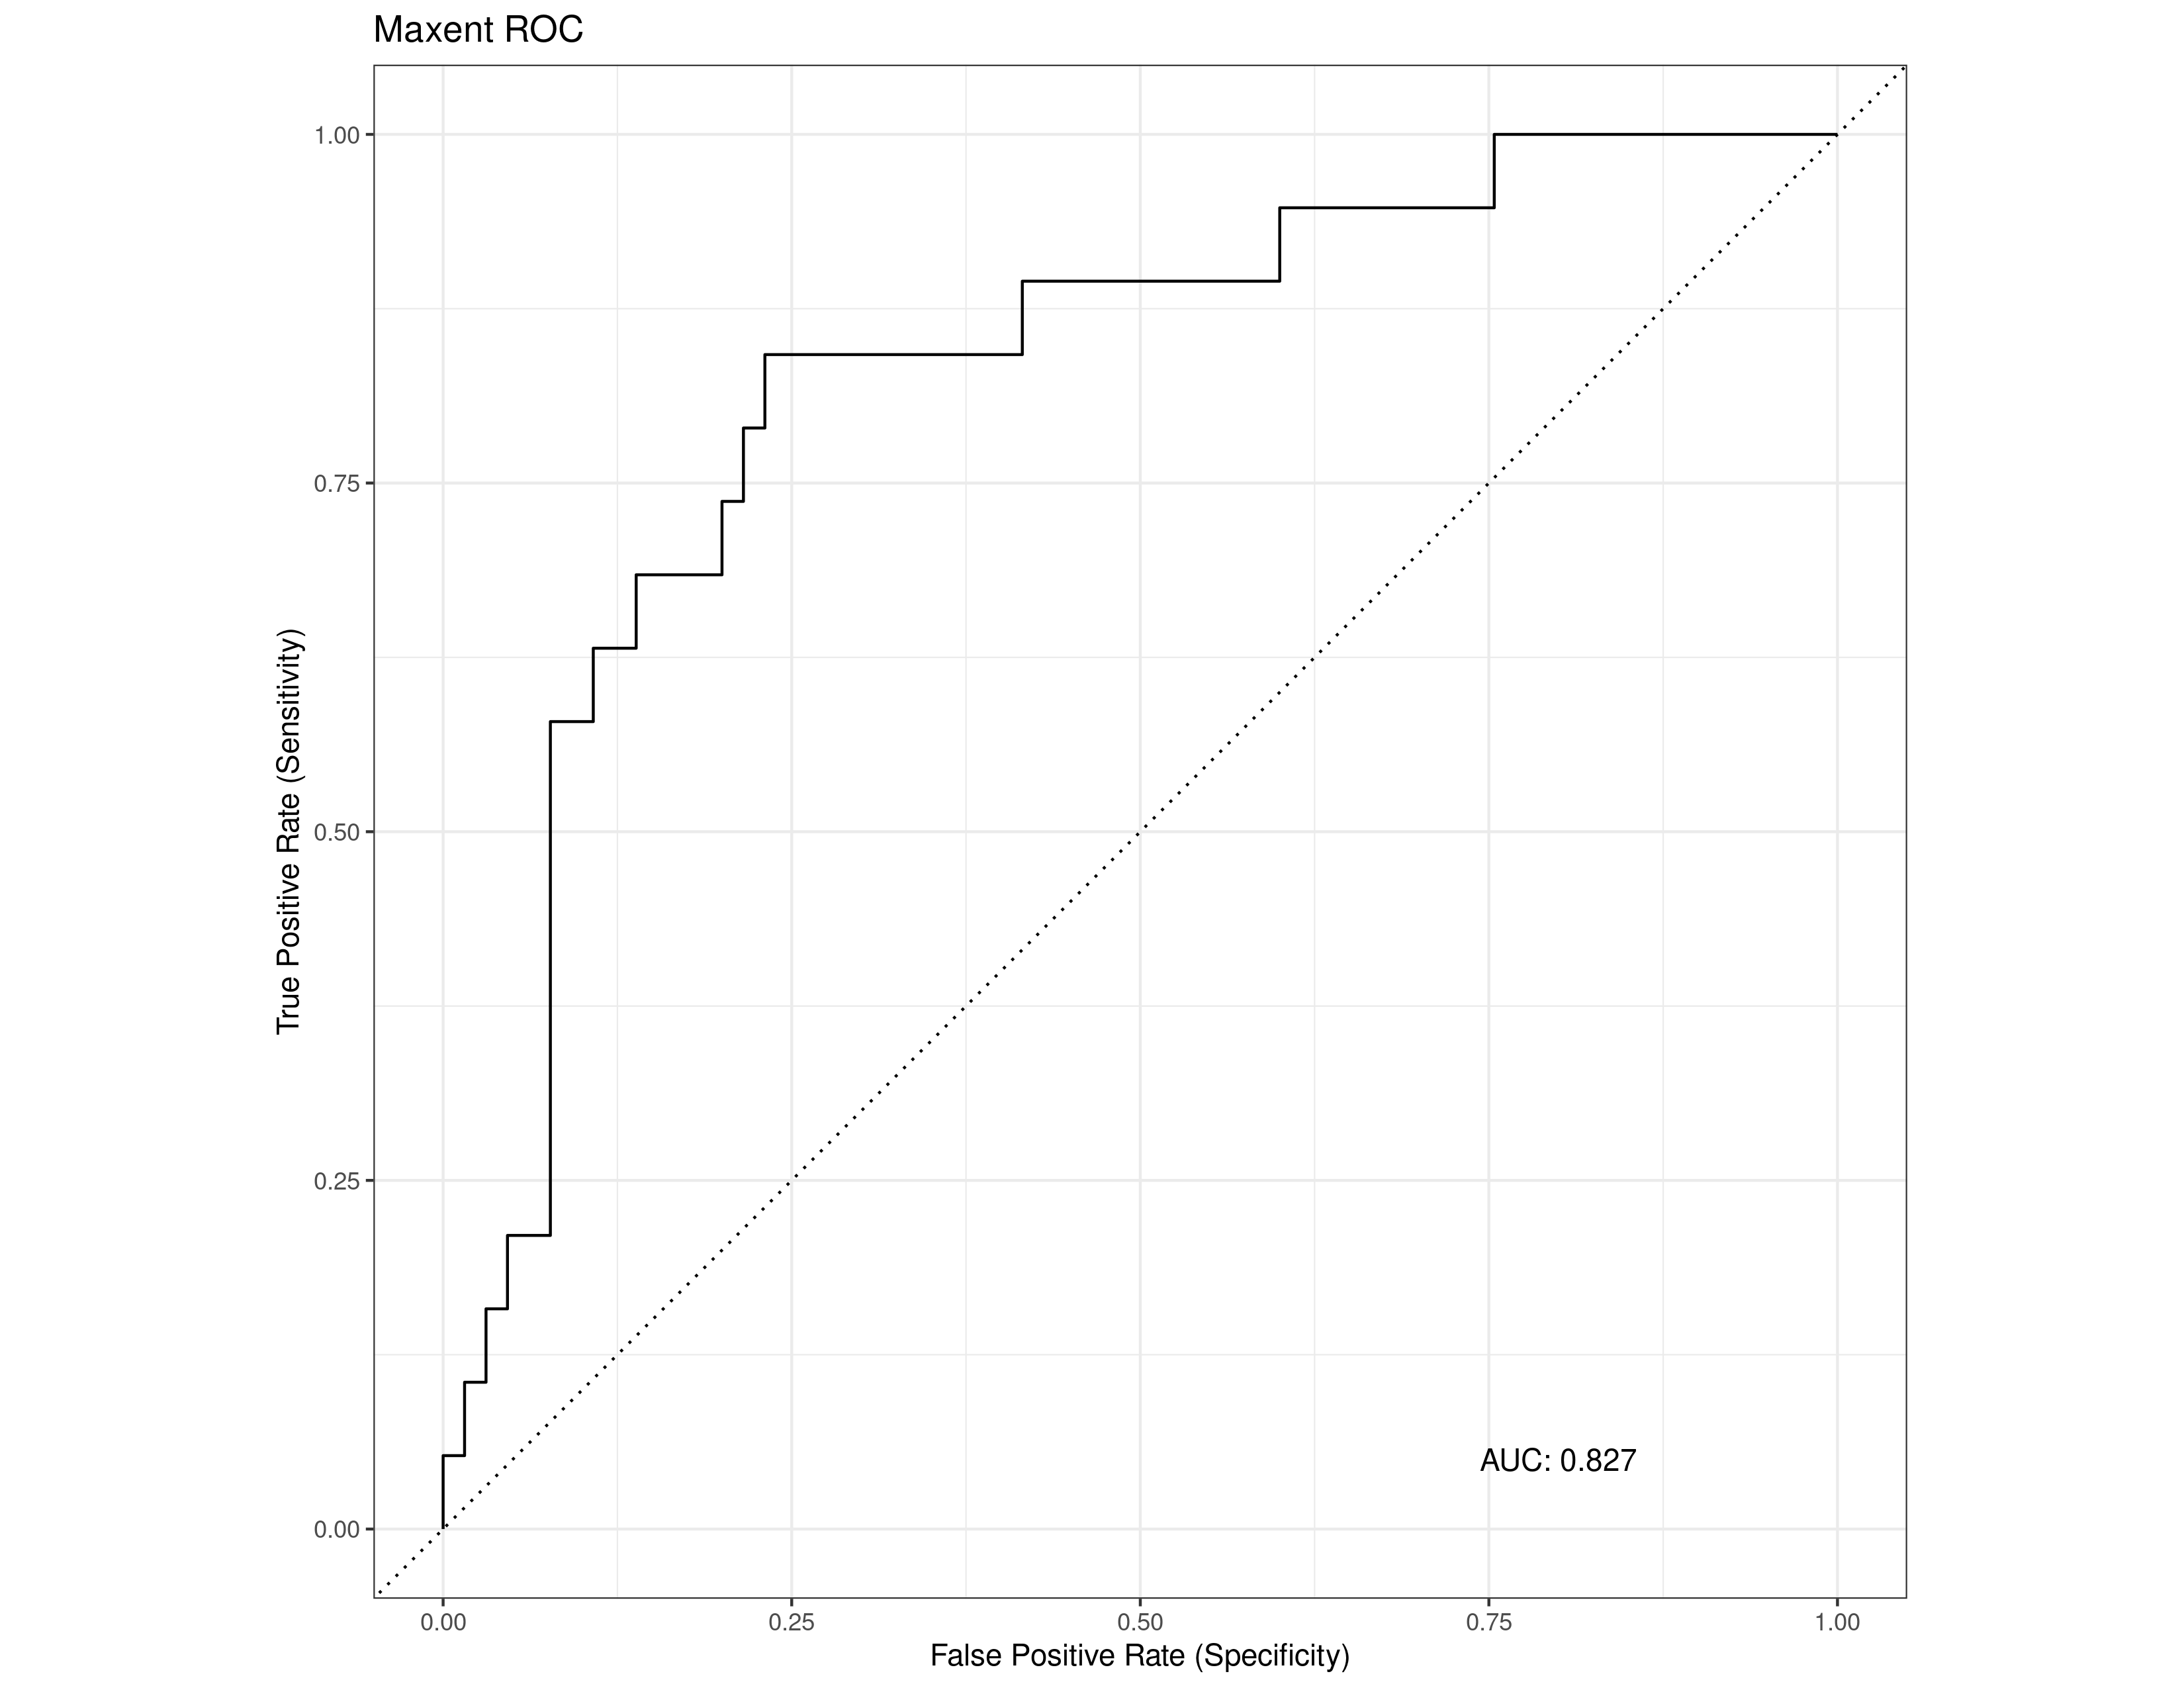 Maxent ROC
True Positive Rate (Sensitivity)
1.00
0.75
0.50
0.25
0.00
AUC: 0.827
0.00 0.25 0.50 0.75 1.00
False Positive Rate (Specificity)